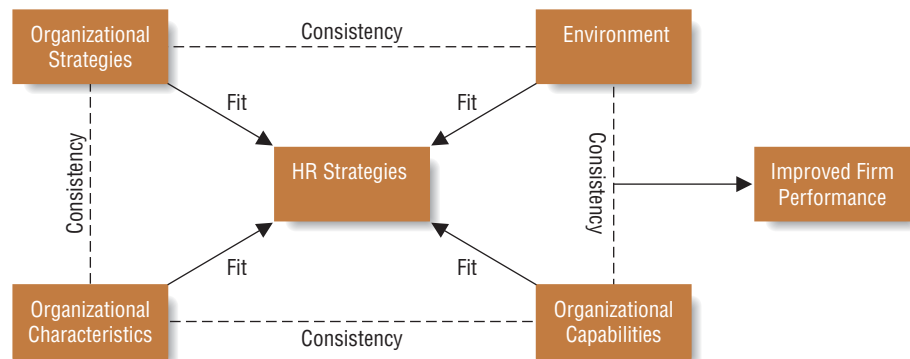 Organizational
Strategies
Consistency
Environment
Fit
Fit
Consistency
HR Strategies
Consistency
Improved Firm
Performance
Fit
Fit
Organizational
Characteristics
Consistency
Organizational
Capabilities